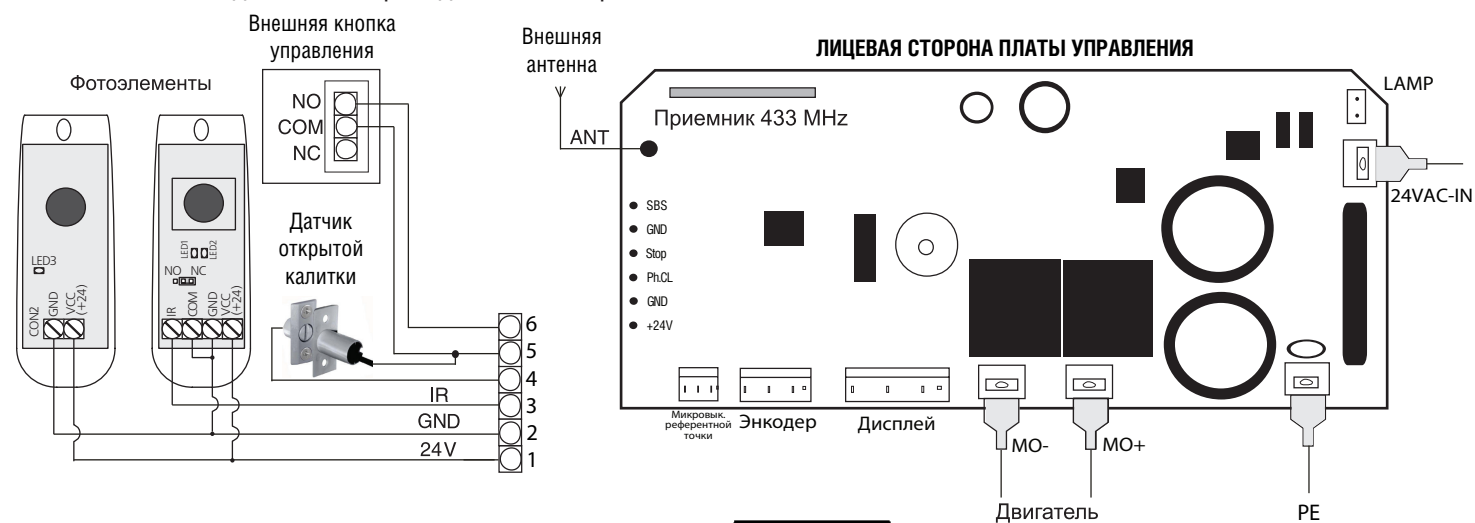 Внешняя кнопка
управления
Фотоэлементы
NO
COM
NC
LED3
CON2
GND
VCC
(+24)
LED1
LED2
NO NC
IR
COM
GND
VCC
(+24)
Датчик
открытой
калитки
6
5
4
IR
3
GND
2
24V
1
Внешняя
антенна
ANT
ЛИЦЕВАЯ СТОРОНА ПЛАТЫ УПРАВЛЕНИЯ
Приемник 433 MHz
LAMP
24VAC-IN
SBS
GND
Stop
Ph.CL
GND
+24V
Микровык.
референтной
точки
Энкодер
Дисплей
MO-
MO+
Двигатель
PE